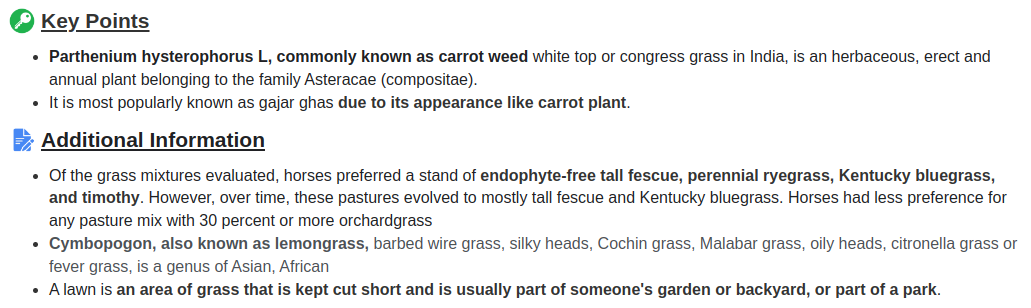 Key Points
Parthenium hysterophorus L, commonly known as carrot weed white top or congress grass in India, is an herbaceous, erect and
annual plant belonging to the family Asteracae (compositae).
It is most popularly known as gajar ghas due to its appearance like carrot plant.
Additional Information
Of the grass mixtures evaluated, horses preferred a stand of endophyte-free tall fescue, perennial ryegrass, Kentucky bluegrass,
and timothy. However, over time, these pastures evolved to mostly tall fescue and Kentucky bluegrass. Horses had less preference for
any pasture mix with 30 percent or more orchardgrass
Cymbopogon, also known as lemongrass, barbed wire grass, silky heads, Cochin grass, Malabar grass, oily heads, citronella grass or
fever grass, is a genus of Asian, African
A lawn is an area of grass that is kept cut short and is usually part of someone's garden or backyard, or part of a park.